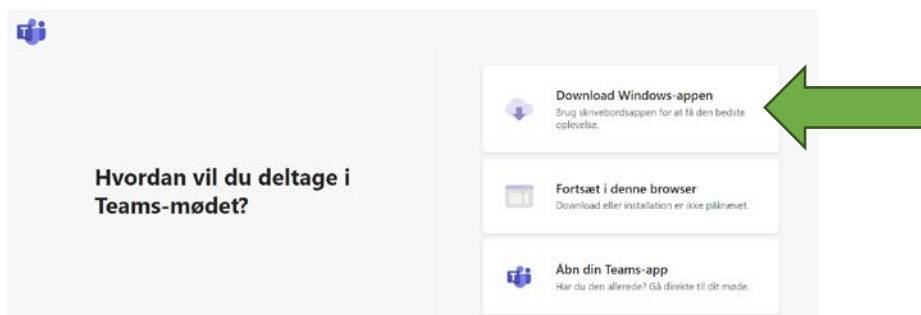 Hvordan vil du deltage i
Teams-mødet?
Download Windows-appen
Brug skrivebordsappen for at få den bedste
oplevelse.
Fortsæt i denne browser
Download eller installation er ikke påkrævet.
Åbn din Teams-app
Har du den allerede? Gå direkte til dit møde.